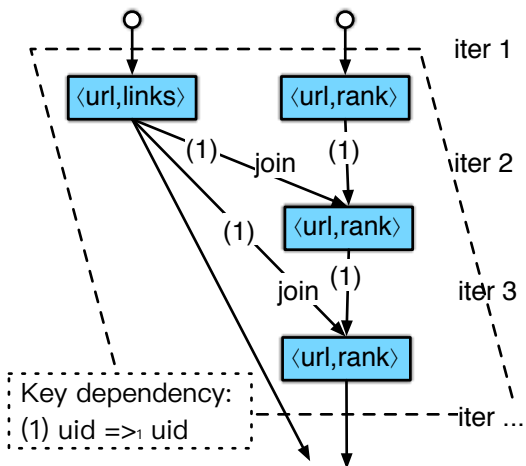 iter 1
⟨url,links⟩ ⟨url,rank⟩
(1) join (1) iter 2
⟨url,rank⟩
(1) (1)
join iter 3
⟨url,rank⟩
Key dependency:
(1) uid =>₁ uid
iter ...